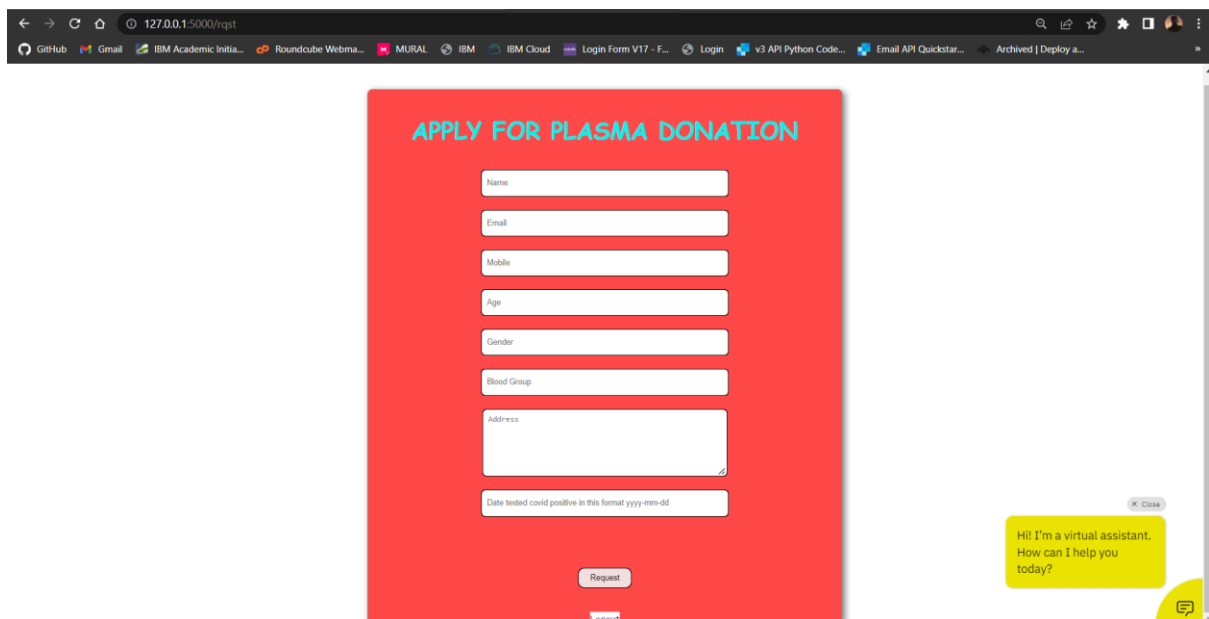 127.0.0.1:5000/rqst
GitHub Gmail IBM Academic Initia... Roundcube Webma... MURAL IBM IBM Cloud Login Form V17 - F... Login v3 API Python Code... Email API Quickstar... Archived | Deploy a... »
APPLY FOR PLASMA DONATION
Name
Email
Mobile
Age
Gender
Blood Group
Address
Date tested covid positive in this format yyyy-mm-dd
Request
× Close
Hi! I'm a virtual assistant.
How can I help you
today?